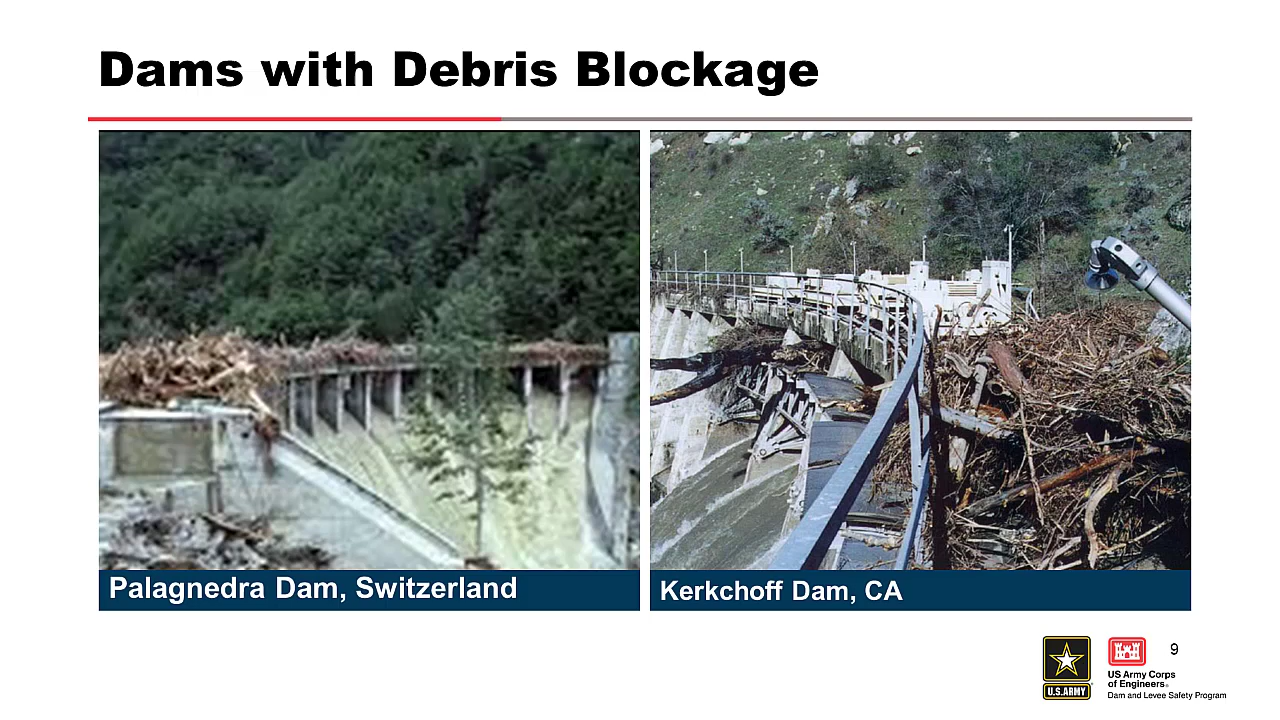 Dams with Debris Blockage
Palagnedra Dam, Switzerland
Kerkchoff Dam, CA
9
U.S.ARMY
US Army Corps
of Engineers®
Dam and Levee Safety Program